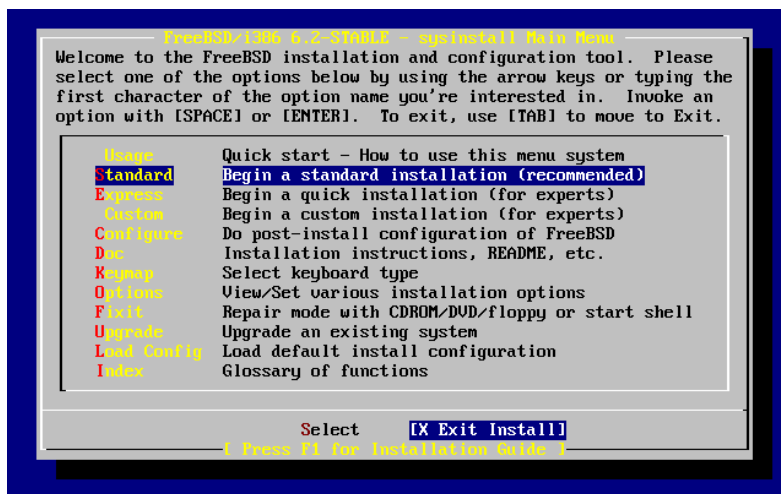 FreeBSD/i386 6.2-STABLE - sysinstall Main Menu
Welcome to the FreeBSD installation and configuration tool.  Please
select one of the options below by using the arrow keys or typing the
first character of the option name you're interested in.  Invoke an
option with [SPACE] or [ENTER].  To exit, use [TAB] to move to Exit.
Usage Quick start - How to use this menu system
Standard Begin a standard installation (recommended)
Express Begin a quick installation (for experts)
Custom Begin a custom installation (for experts)
Configure Do post-install configuration of FreeBSD
Doc Installation instructions, README, etc.
Keymap Select keyboard type
Options View/Set various installation options
Fixit Repair mode with CDROM/DVD/floppy or start shell
Upgrade Upgrade an existing system
Load Config Load default install configuration
Index Glossary of functions
Select [X Exit Install]
[ Press F1 for Installation Guide ]